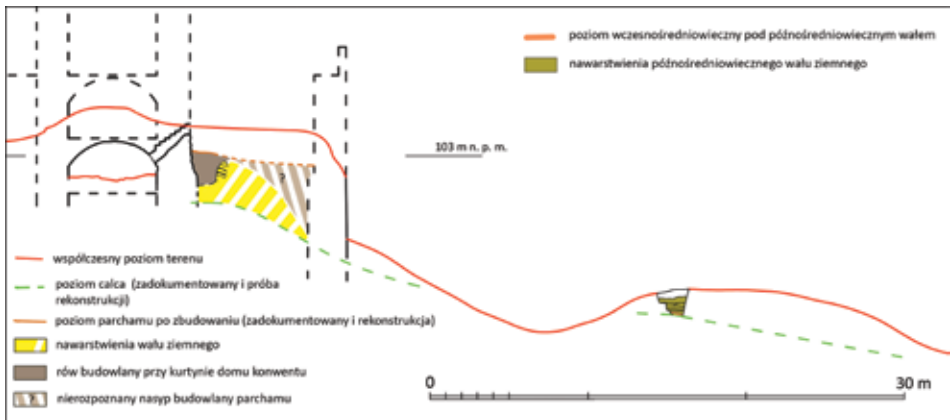 poziom wczesnośredniowieczny pod późnośredniowiecznym wałem
nawarstwienia późnośredniowiecznego wału ziemnego
103 m n. p. m.
?
współczesny poziom terenu
poziom calca (zadokumentowany i próba
rekonstrukcji)
poziom parchamu po zbudowaniu (zadokumentowany i rekonstrukcja)
nawarstwienia wału ziemnego
rów budowlany przy kurtynie domu konwentu
? nierozpoznany nasyp budowlany parchamu
0 30 m